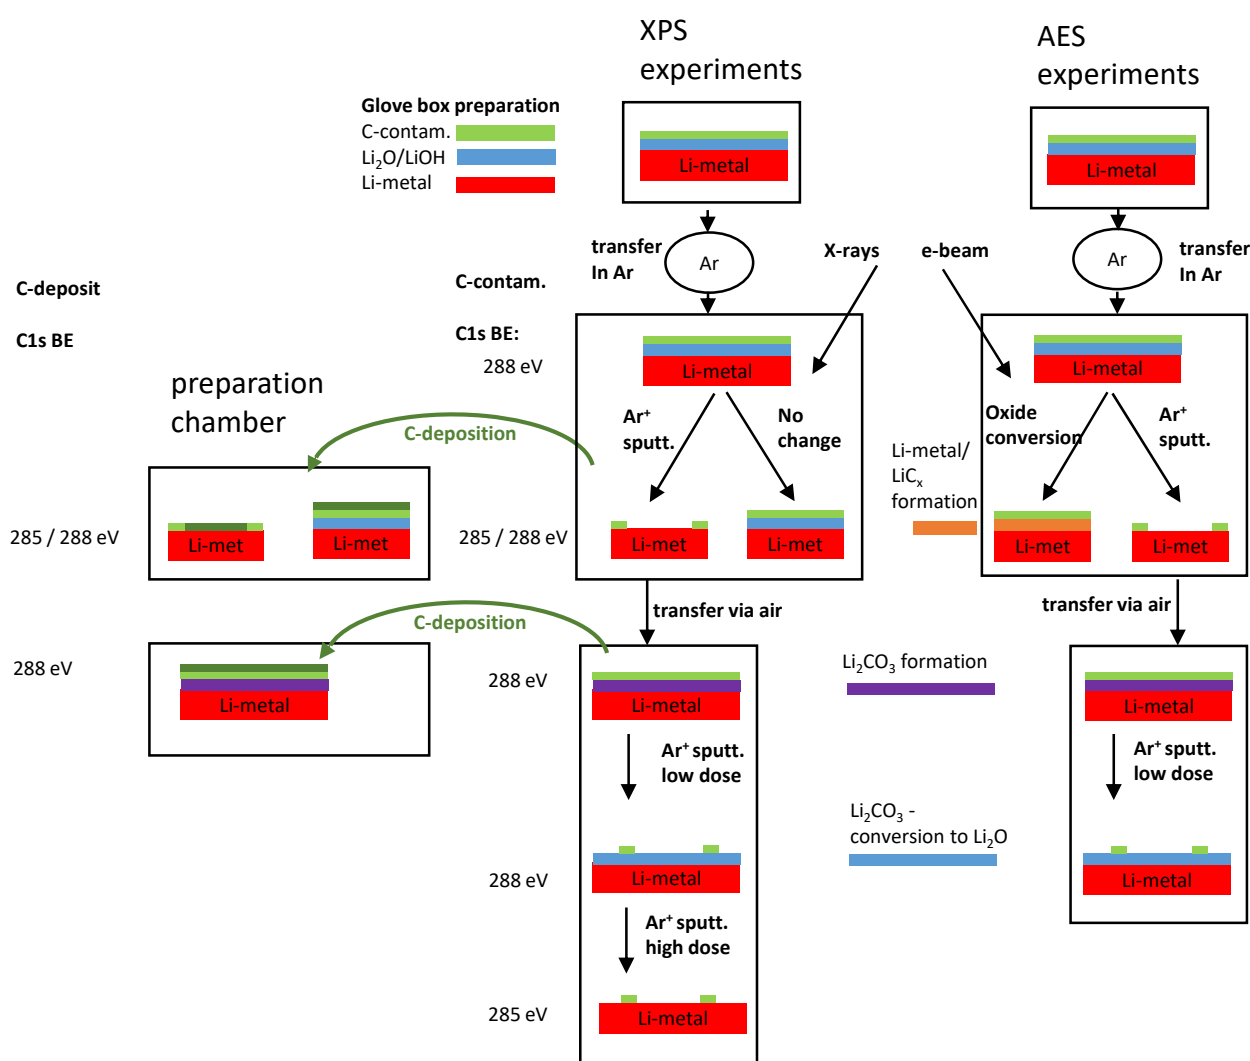 XPS
experiments
AES
experiments
Glove box preparation
C-contam.
Li₂O/LiOH
Li-metal
Li-metal
Li-metal
transfer
In Ar
Ar
X-rays
e-beam
Ar
transfer
In Ar
C-deposit
C1s BE
C-contam.
C1s BE:
288 eV
Li-metal
Li-metal
preparation
chamber
C-deposition
Ar⁺
sputt.
No
change
Oxide
conversion
Ar⁺
sputt.
Li-metal/
LiCₓ
formation
285 / 288 eV
Li-met
Li-met
285 / 288 eV
Li-met
Li-met
Li-met
Li-met
transfer via air
transfer via air
C-deposition
288 eV
Li-metal
288 eV
Li-metal
Li₂CO₃ formation
Li-metal
Ar⁺ sputt.
low dose
Ar⁺ sputt.
low dose
Li₂CO₃ -
conversion to Li₂O
288 eV
Li-metal
Li-metal
Ar⁺ sputt.
high dose
285 eV
Li-metal